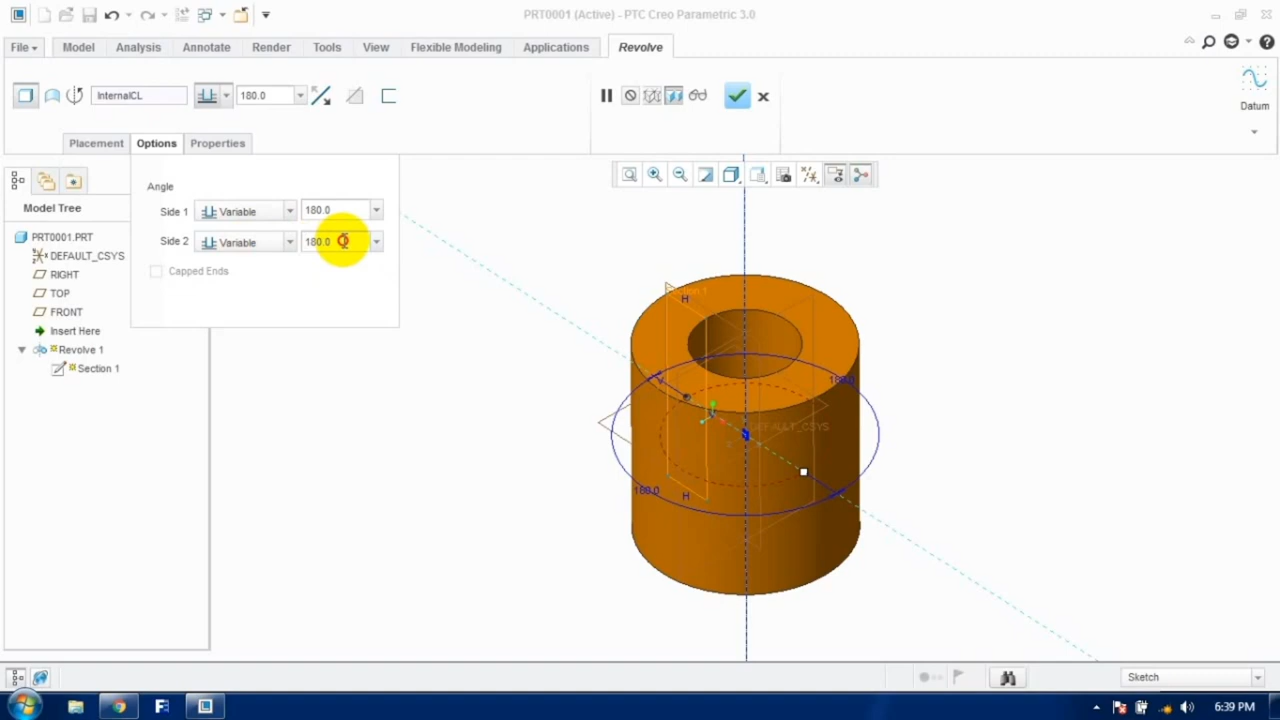 PRT0001 (Active) - PTC Creo Parametric 3.0
File Model Analysis Annotate Render Tools View Flexible Modeling Applications Revolve
InternalCL 180.0
Datum
Placement Options Properties
Angle
Side 1 Variable 180.0
Side 2 Variable 180.0
Capped Ends
Model Tree
PRT0001.PRT
DEFAULT_CSYS
RIGHT
TOP
FRONT
Insert Here
Revolve 1
Section 1
H
V
180.0
DEFAULT_CSYS
180.0
H
Sketch
6:39 PM